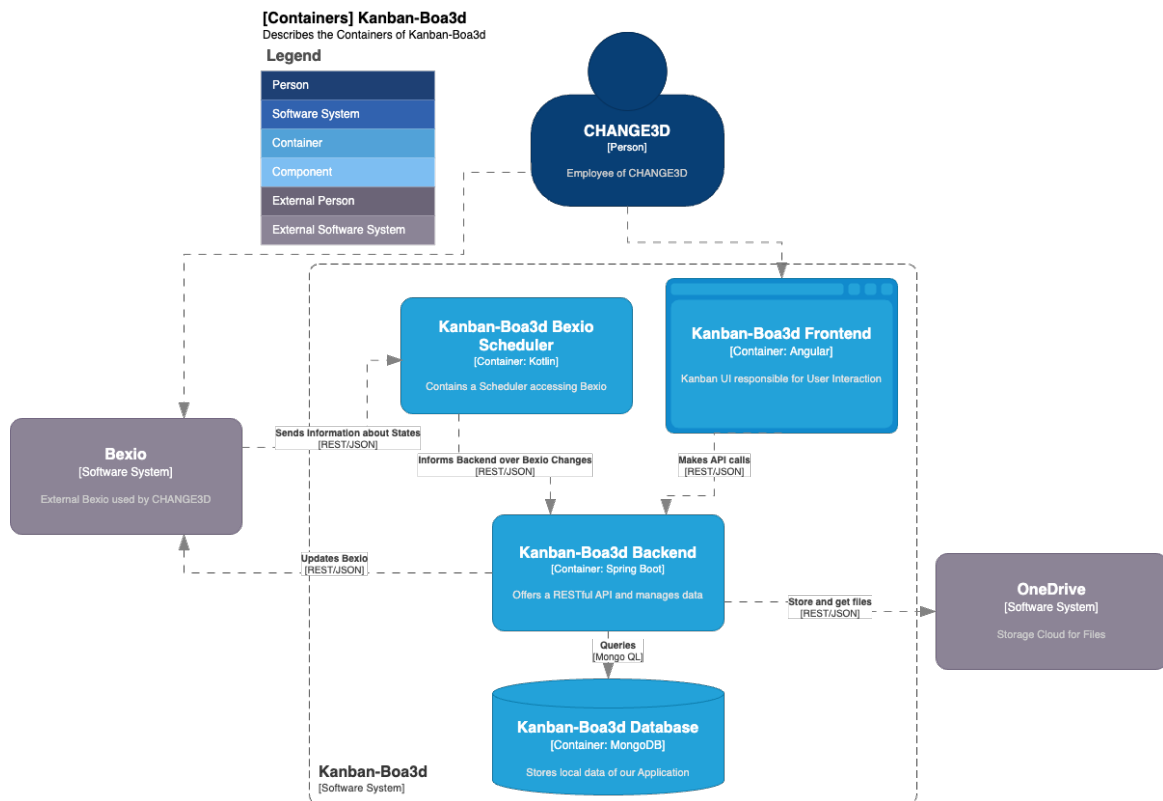 [Containers] Kanban-Boa3d
Describes the Containers of Kanban-Boa3d
Legend
Person
Software System
Container
Component
External Person
External Software System
CHANGE3D
[Person]
Employee of CHANGE3D
Kanban-Boa3d Bexio
Scheduler
[Container: Kotlin]
Contains a Scheduler accessing Bexio
Kanban-Boa3d Frontend
[Container: Angular]
Kanban UI responsible for User Interaction
Bexio
[Software System]
External Bexio used by CHANGE3D
Sends Information about States
[REST/JSON]
Informs Backend over Bexio Changes
[REST/JSON]
Makes API calls
[REST/JSON]
Kanban-Boa3d Backend
[Container: Spring Boot]
Offers a RESTful API and manages data
Updates Bexio
[REST/JSON]
Store and get files
[REST/JSON]
OneDrive
[Software System]
Storage Cloud for Files
Queries
[Mongo QL]
Kanban-Boa3d Database
[Container: MongoDB]
Stores local data of our Application
Kanban-Boa3d
[Software System]